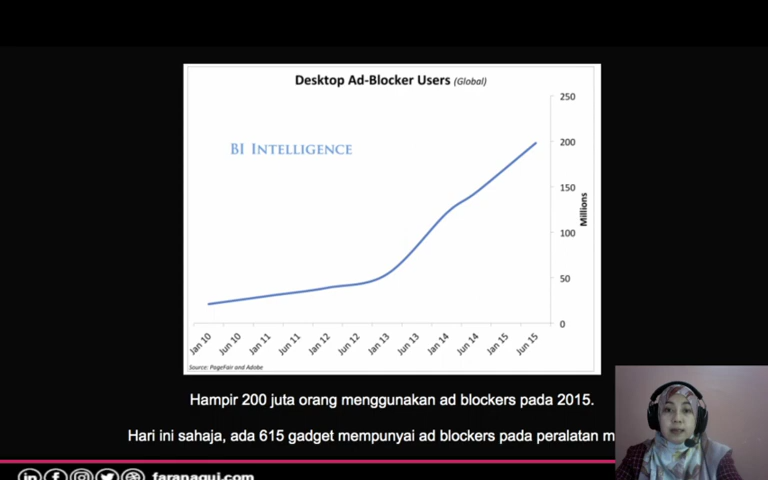 Desktop Ad-Blocker Users (Global)
BI INTELLIGENCE
250
200
150
100
50
0
Millions
Jan 10
Jun 10
Jan 11
Jun 11
Jan 12
Jun 12
Jan 13
Jun 13
Jan 14
Jun 14
Jan 15
Jun 15
Source: PageFair and Adobe
Hampir 200 juta orang menggunakan ad blockers pada 2015.
Hari ini sahaja, ada 615 gadget mempunyai ad blockers pada peralatan
faranaqui.com